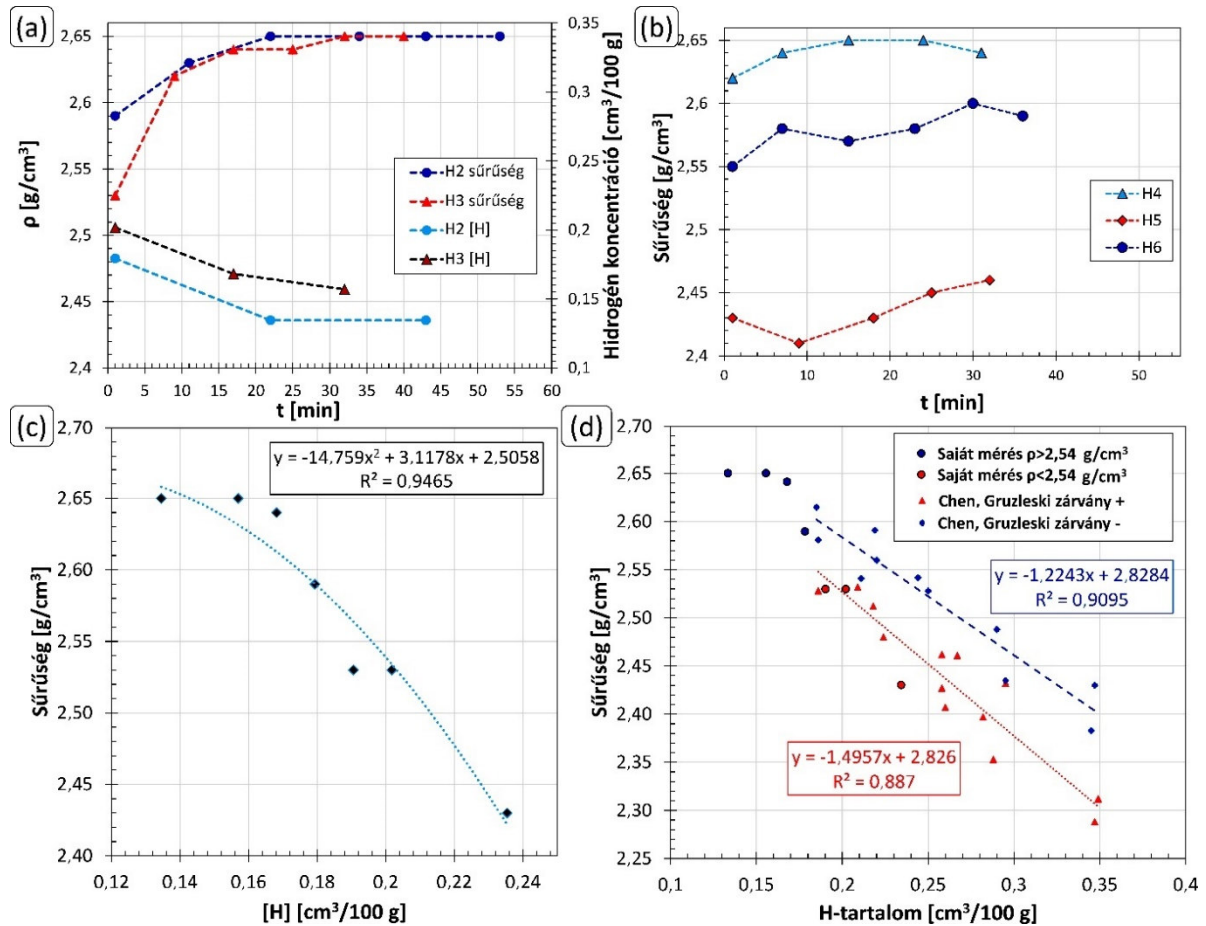 (a)
2,65
2,6
2,55
2,5
2,45
2,4
ρ [g/cm³]
0,35
0,3
0,35
0,25
0,2
0,15
0,1
Hidrogén koncentráció [cm³/100 g]
H2 sűrűség
H3 sűrűség
H2 [H]
H3 [H]
0 5 10 15 20 25 30 35 40 45 50 55 60
t [min]
(b)
2,65
2,6
2,55
2,5
2,45
2,4
Sűrűség [g/cm³]
H4
H5
H6
0 10 20 30 40 50
t [min]
(c)
2,70
2,65
2,60
2,55
2,50
2,45
2,40
Sűrűség [g/cm³]
y = -14,759x² + 3,1178x + 2,5058
R² = 0,9465
0,12 0,14 0,16 0,18 0,2 0,22 0,24
[H] [cm³/100 g]
(d)
2,70
2,65
2,60
2,55
2,50
2,45
2,40
2,35
2,30
2,25
Sűrűség [g/cm³]
Saját mérés ρ>2,54 g/cm³
Saját mérés ρ<2,54 g/cm³
Chen, Gruzleski zárvány +
Chen, Gruzleski zárvány -
y = -1,2243x + 2,8284
R² = 0,9095
y = -1,4957x + 2,826
R² = 0,887
0,1 0,15 0,2 0,25 0,3 0,35 0,4
H-tartalom [cm³/100 g]